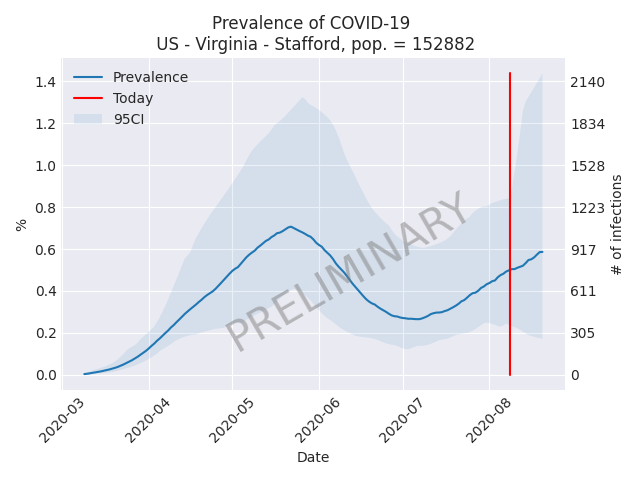 Prevalence of COVID-19
US - Virginia - Stafford, pop. = 152882
Prevalence
Today
95CI
1.4
1.2
1.0
0.8
0.6
0.4
0.2
0.0
%
2140
1834
1528
1223
917
611
305
0
# of infections
PRELIMINARY
2020-03
2020-04
2020-05
2020-06
2020-07
2020-08
Date